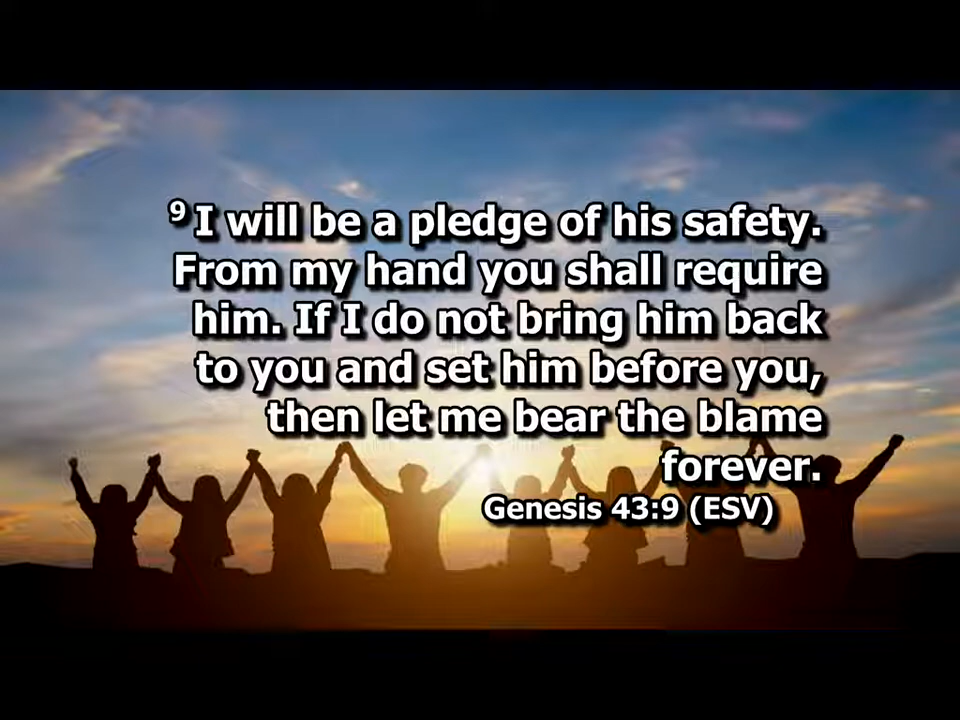 9 I will be a pledge of his safety.
From my hand you shall require
him. If I do not bring him back
to you and set him before you,
then let me bear the blame
forever.
Genesis 43:9 (ESV)